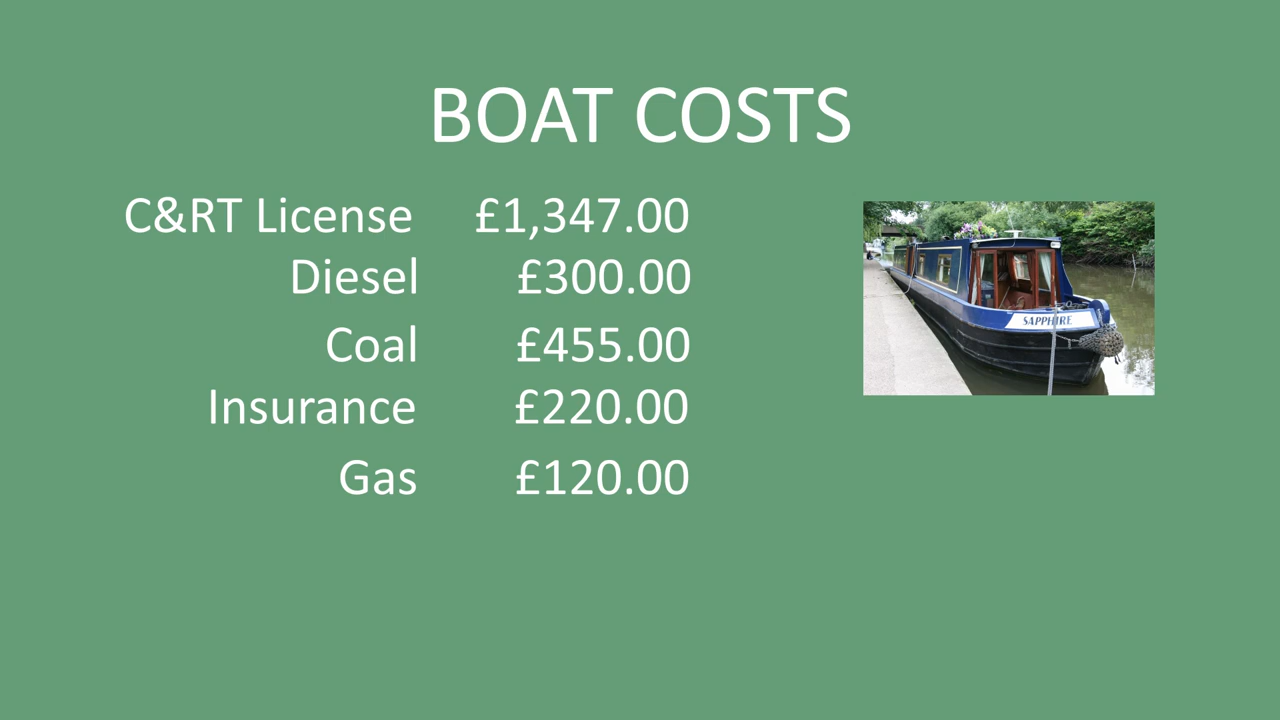 BOAT COSTS
C&RT License £1,347.00
Diesel £300.00
Coal £455.00
Insurance £220.00
Gas £120.00
SAPPHIRE